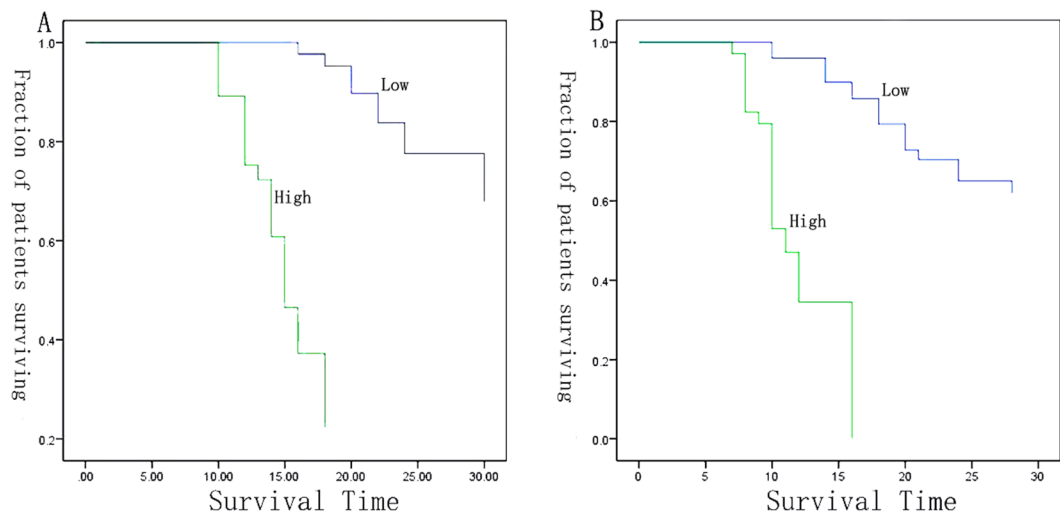 A
Fraction of patients surviving
1.0
0.8
0.6
0.4
0.2
Low
High
.00 5.00 10.00 15.00 20.00 25.00 30.00
Survival Time
B
Fraction of patients surviving
1.0
0.8
0.6
0.4
0.2
0.0
Low
High
0 5 10 15 20 25 30
Survival Time